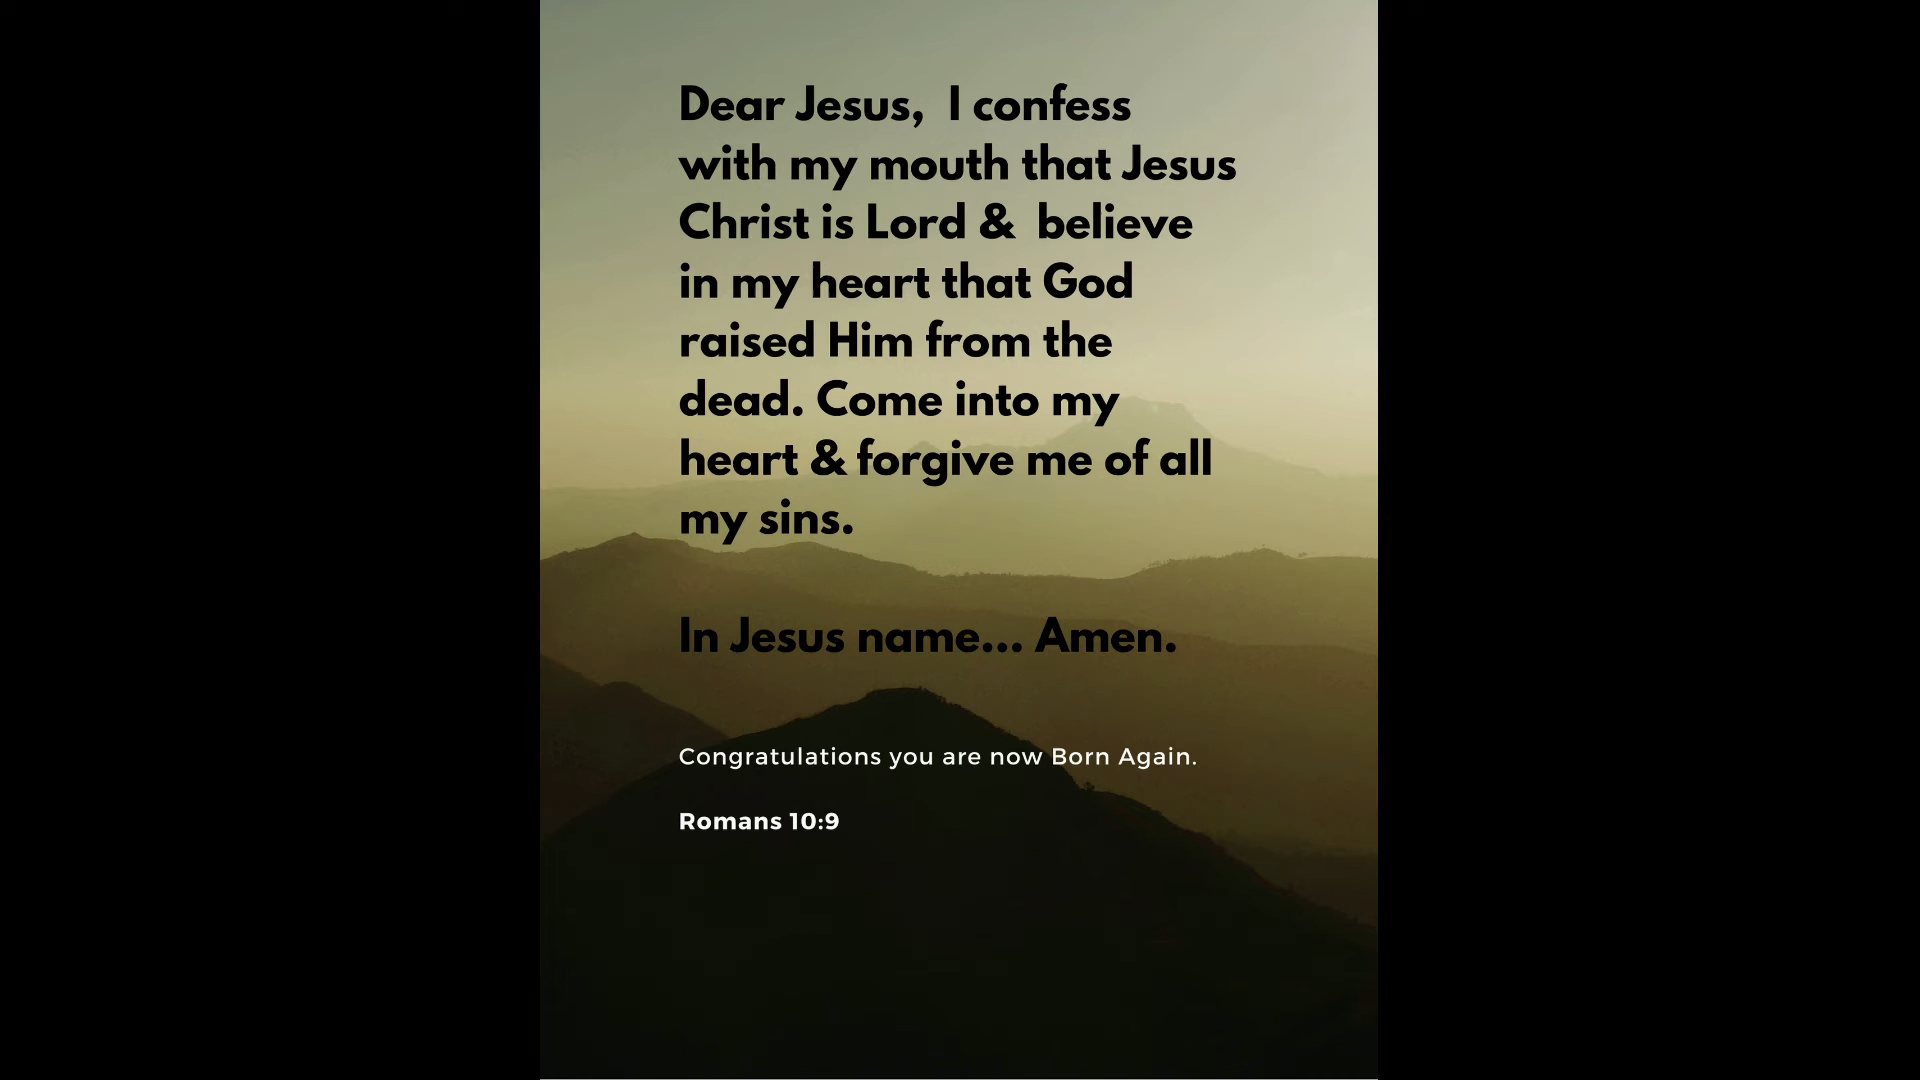 Dear Jesus,  I confess
with my mouth that Jesus
Christ is Lord &  believe
in my heart that God
raised Him from the
dead. Come into my
heart & forgive me of all
my sins.
In Jesus name... Amen.
Congratulations you are now Born Again.
Romans 10:9